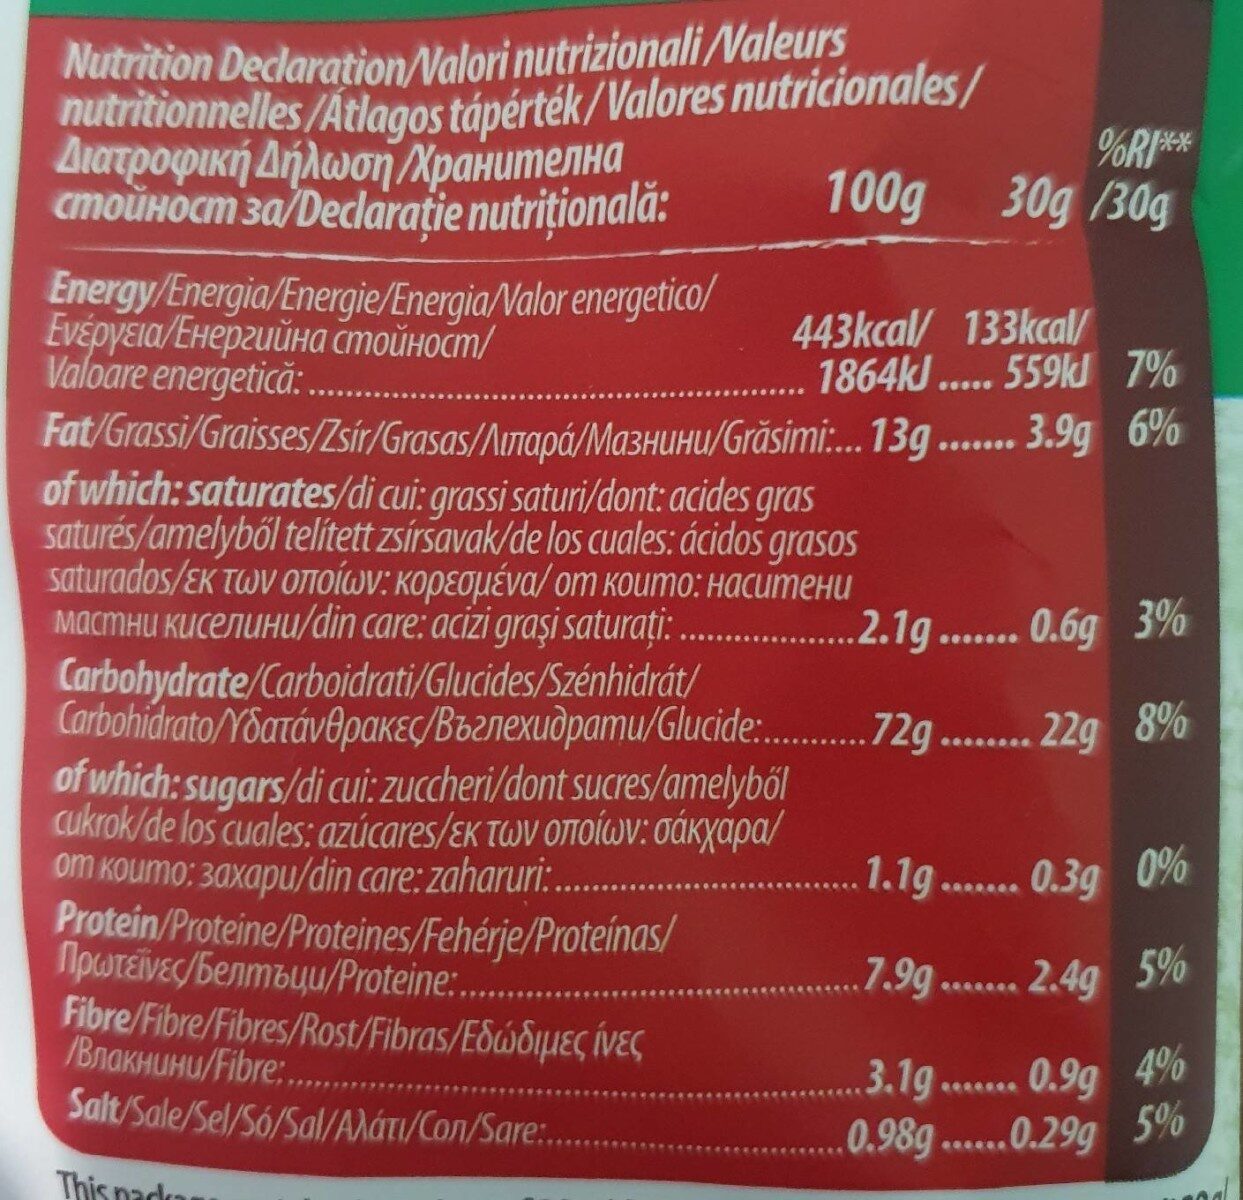 Nutrition Declaration/Valori nutrizionali/Valeurs
nutritionnelles/Átlagos tápérték/Valores nutricionales/
Διατροφική Δήλωση/Хранителна
стойност за/Declarație nutrițională:
100g 30g %RI**/30g
Energy/Energia/Energie/Energia/Valor energetico/
Ενέργεια/Енергийна стойност/ 443kcal/ 133kcal/
Valoare energetică: .......... 1864kJ ..... 559kJ 7%
Fat/Grassi/Graisses/Zsír/Grasas/Λιπαρά/Мазнини/Grăsimi:... 13g ....... 3.9g 6%
of which: saturates/di cui: grassi saturi/dont: acides gras
saturés/amelyből telített zsírsavak/de los cuales: ácidos grasos
saturados/εκ των οποίων: κορεσμένα/ от които: наситени
мастни киселини/din care: acizi grași saturați: .......... 2.1g ....... 0.6g 3%
Carbohydrate/Carboidrati/Glucides/Szénhidrát/
Carbohidrato/Υδατάνθρακες/Въглехидрати/Glucide:.......... 72g ........ 22g 8%
of which: sugars/di cui: zuccheri/dont sucres/amelyből
cukrok/de los cuales: azúcares/εκ των οποίων: σάκχαρα/
от които: захари/din care: zaharuri: .......... 1.1g ....... 0.3g 0%
Protein/Proteine/Proteines/Fehérje/Proteínas/
Πρωτεΐνες/Белтъци/Proteine: .......... 7.9g ....... 2.4g 5%
Fibre/Fibre/Fibres/Rost/Fibras/Εδώδιμες ίνες
/Влакнини/Fibre: .......... 3.1g ....... 0.9g 4%
Salt/Sale/Sel/Só/Sal/Αλάτι/Сол/Sare: .......... 0.98g ...... 0.29g 5%
This